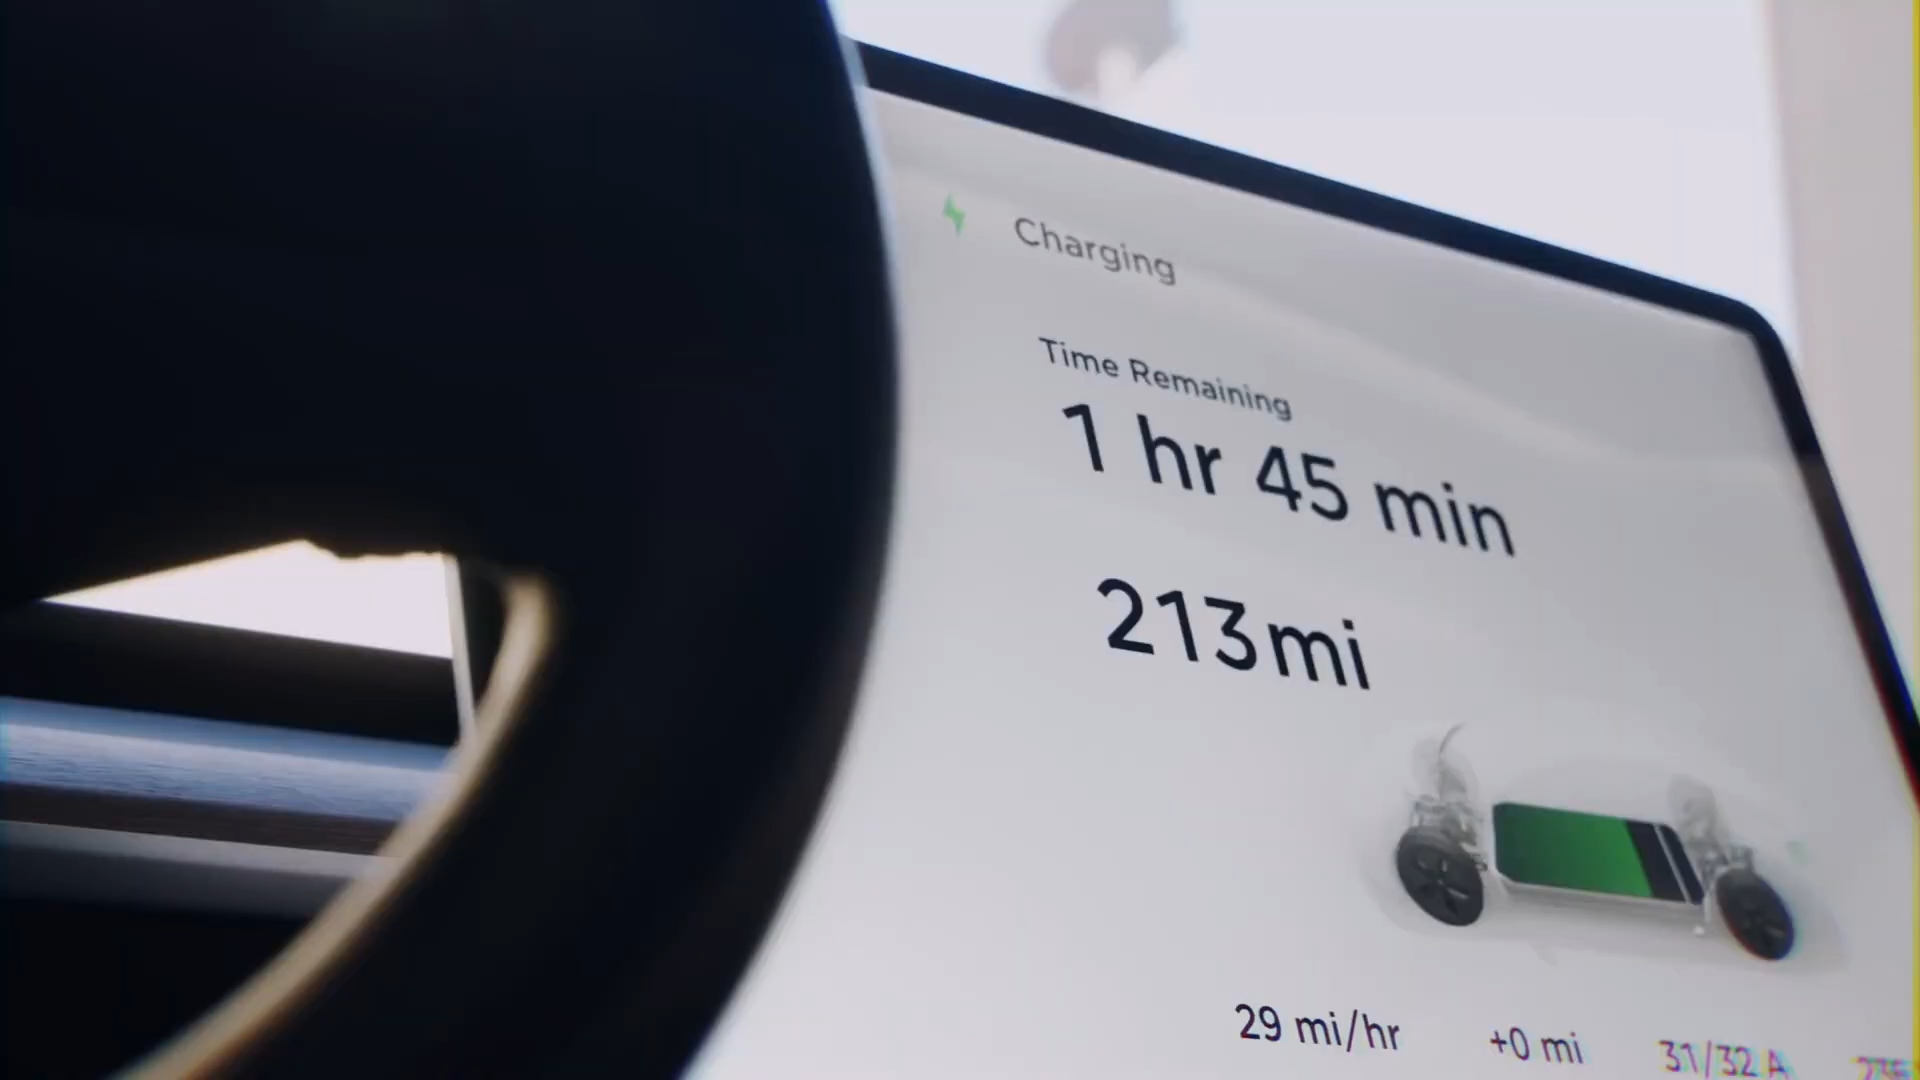 Charging
Time Remaining
1 hr 45 min
213mi
29 mi/hr +0 mi 31/32 A